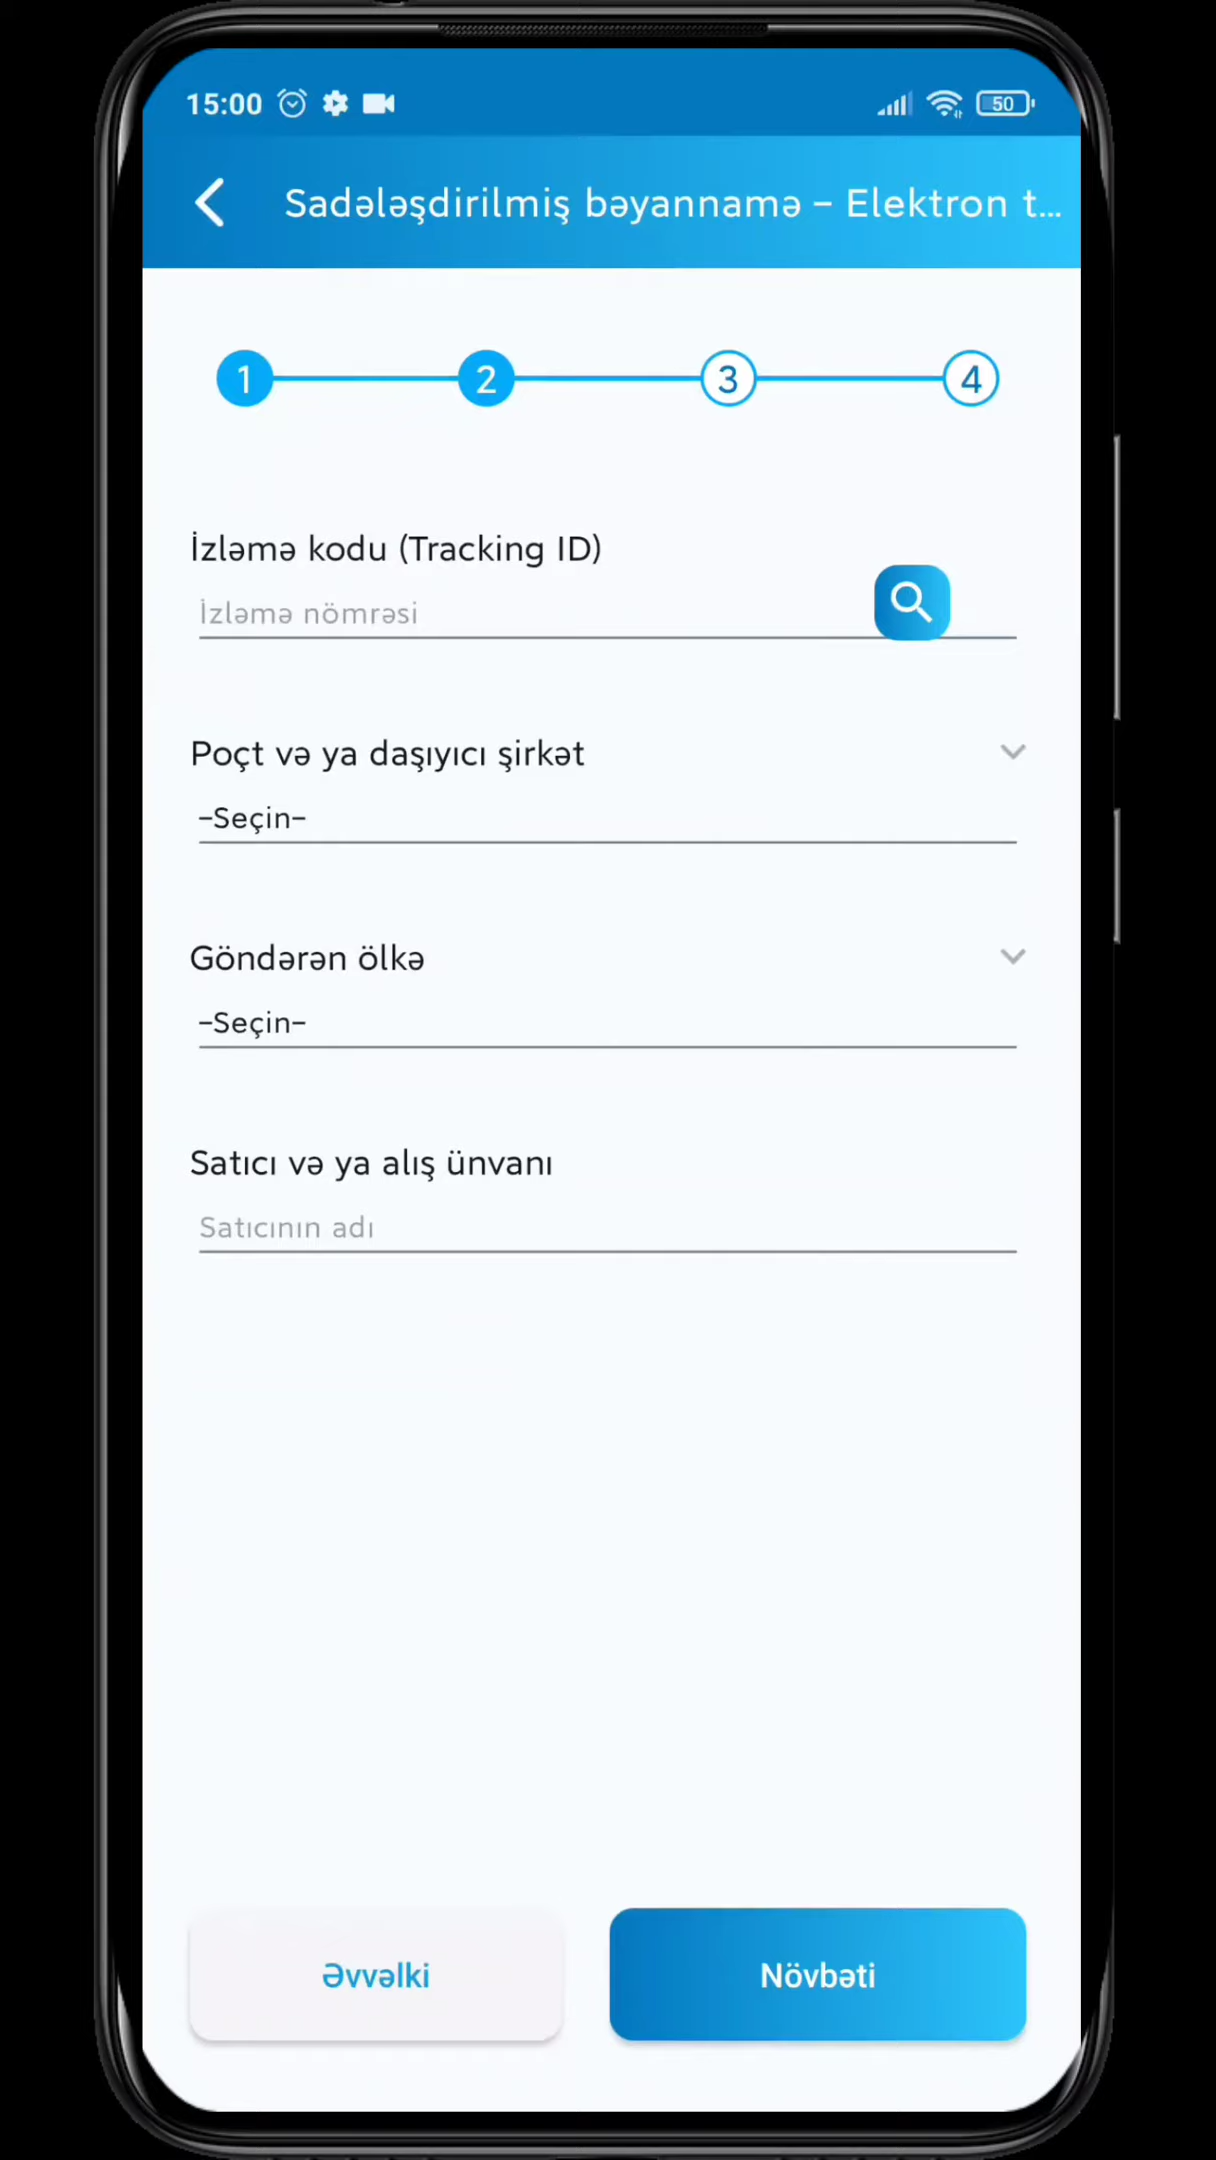 15:00
50
Sadələşdirilmiş bəyannamə – Elektron t...
1 2 3 4
İzləmə kodu (Tracking ID)
İzləmə nömrəsi
Poçt və ya daşıyıcı şirkət
–Seçin–
Göndərən ölkə
–Seçin–
Satıcı və ya alış ünvanı
Satıcının adı
Əvvəlki
Növbəti